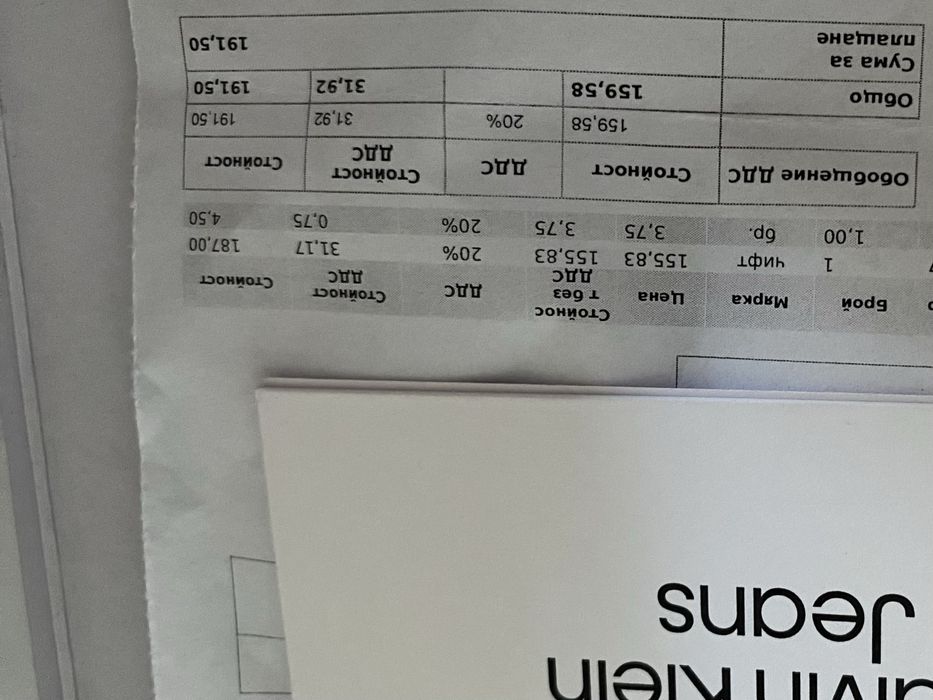 lvin Klein
Jeans
Стойнос
Брой Мярка Цена т без ДДС Стойност Стойност
ДДС ДДС
1 чифт 155,83 155,83 20% 31,17 187,00
1,00 бр. 3,75 3,75 20% 0,75 4,50
Обобщение ДДС Стойност ДДС Стойност Стойност
ДДС
159,58 20% 31,92 191,50
Общо 159,58 31,92 191,50
Сума за
плащане 191,50